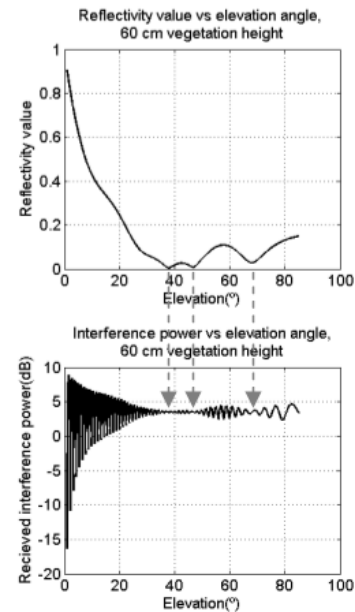 Reflectivity value vs elevation angle,
60 cm vegetation height
Reflectivity value
1
0.8
0.6
0.4
0.2
0
0 20 40 60 80 100
Elevation(º)
Interference power vs elevation angle,
60 cm vegetation height
Recieved interference power(dB)
10
5
0
-5
-10
-15
-20
0 20 40 60 80 100
Elevation(º)